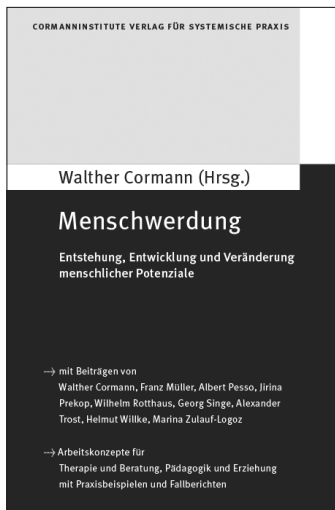 CORMANNINSTITUTE VERLAG FÜR SYSTEMISCHE PRAXIS
Walther Cormann (Hrsg.)
Menschwerdung
Entstehung, Entwicklung und Veränderung
menschlicher Potenziale
→ mit Beiträgen von
Walther Cormann, Franz Müller, Albert Pesso, Jirina
Prekop, Wilhelm Rotthaus, Georg Singe, Alexander
Trost, Helmut Willke, Marina Zulauf-Logoz
→ Arbeitskonzepte für
Therapie und Beratung, Pädagogik und Erziehung
mit Praxisbeispielen und Fallberichten